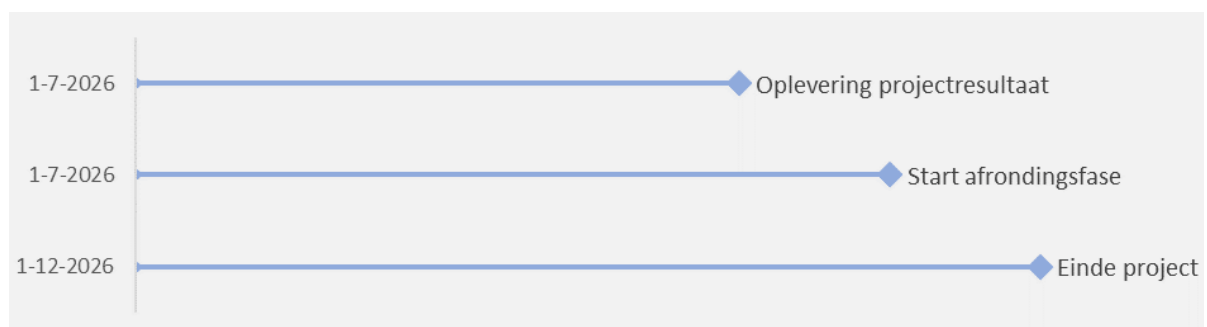 1-7-2026 Oplevering projectresultaat
1-7-2026 Start afrondingsfase
1-12-2026 Einde project